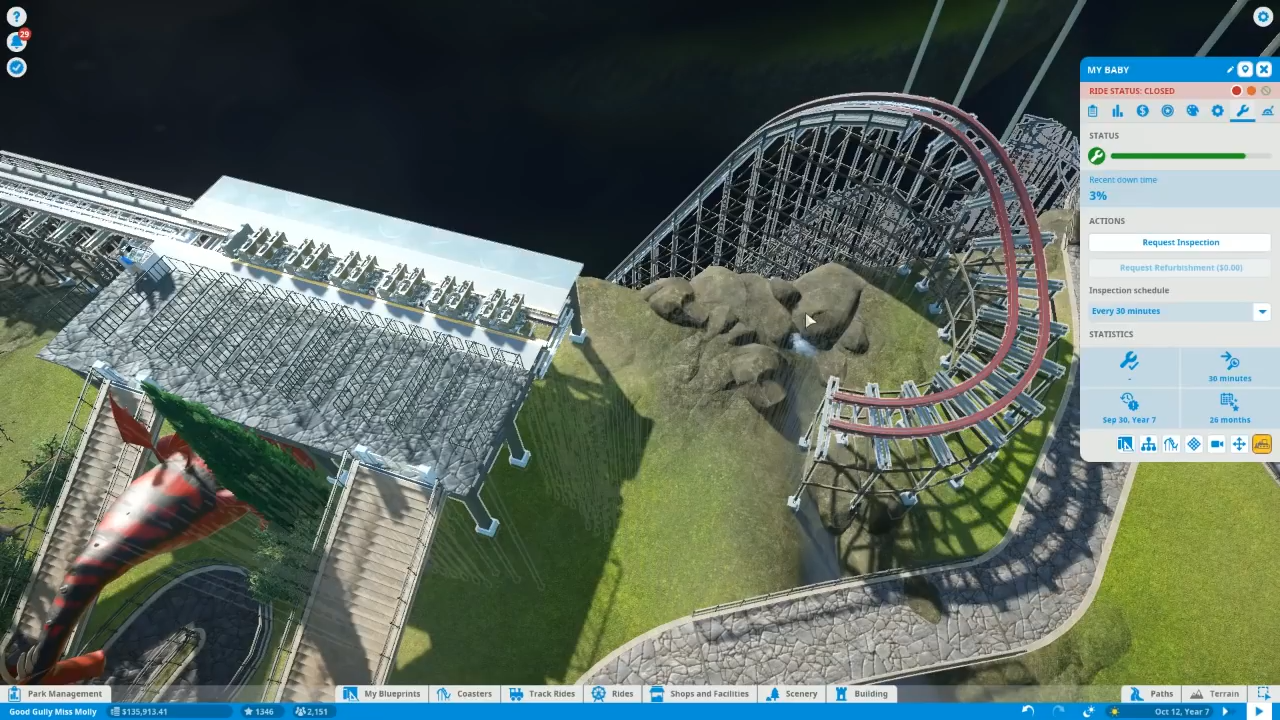 ?
29
MY BABY
RIDE STATUS: CLOSED
STATUS
Recent down time
3%
ACTIONS
Request Inspection
Request Refurbishment ($0.00)
Inspection schedule
Every 30 minutes
STATISTICS
-
30 minutes
Sep 30, Year 7
26 months
Park Management
My Blueprints
Coasters
Track Rides
Rides
Shops and Facilities
Scenery
Building
Paths
Terrain
Good Gully Miss Molly
$135,913.41
1346
2,151
Oct 12, Year 7